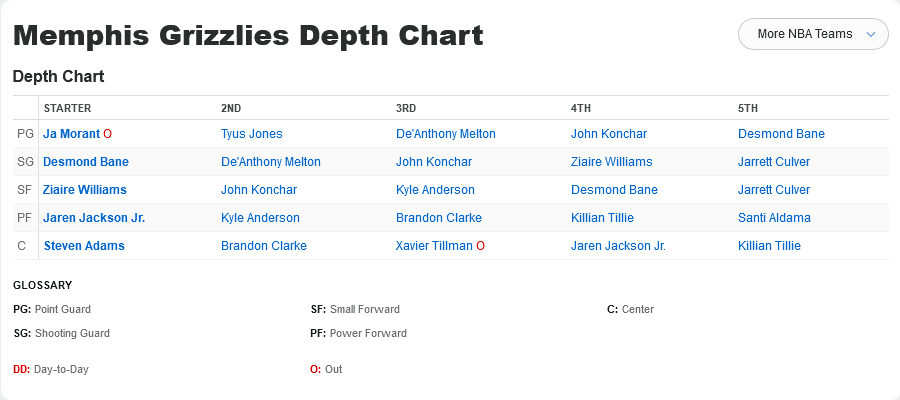 Memphis Grizzlies Depth Chart
More NBA Teams
Depth Chart
STARTER 2ND 3RD 4TH 5TH
PG Ja Morant O Tyus Jones De'Anthony Melton John Konchar Desmond Bane
SG Desmond Bane De'Anthony Melton John Konchar Ziaire Williams Jarrett Culver
SF Ziaire Williams John Konchar Kyle Anderson Desmond Bane Jarrett Culver
PF Jaren Jackson Jr. Kyle Anderson Brandon Clarke Killian Tillie Santi Aldama
C Steven Adams Brandon Clarke Xavier Tillman O Jaren Jackson Jr. Killian Tillie
GLOSSARY
PG: Point Guard SF: Small Forward C: Center
SG: Shooting Guard PF: Power Forward
DD: Day-to-Day O: Out